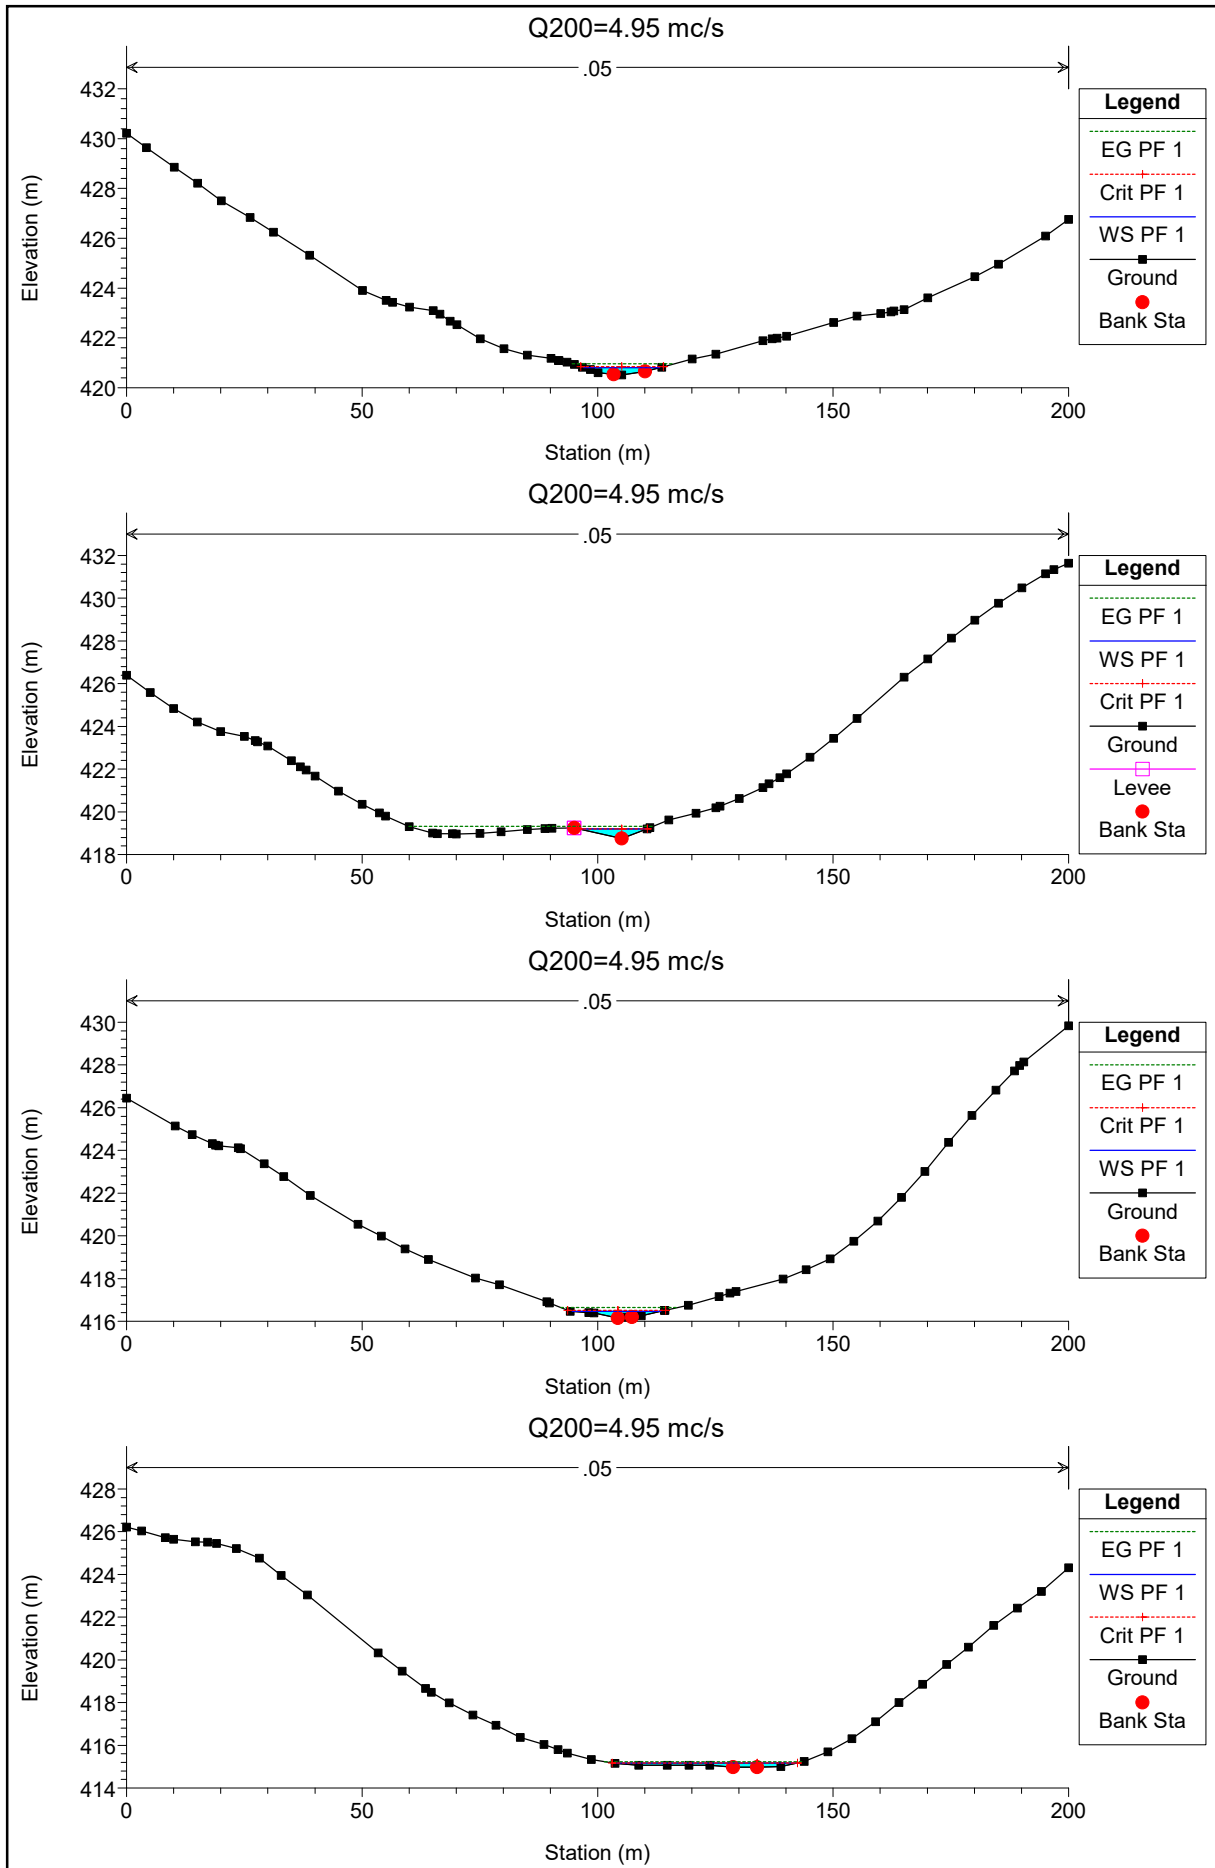 Q200=4.95 mc/s
.05
432
430
428
426
424
422
420
0
50
100
150
200
Elevation (m)
Station (m)
Legend
EG PF 1
Crit PF 1
WS PF 1
Ground
Bank Sta
Q200=4.95 mc/s
.05
432
430
428
426
424
422
420
418
0
50
100
150
200
Elevation (m)
Station (m)
Legend
EG PF 1
WS PF 1
Crit PF 1
Ground
Levee
Bank Sta
Q200=4.95 mc/s
.05
430
428
426
424
422
420
418
416
0
50
100
150
200
Elevation (m)
Station (m)
Legend
EG PF 1
Crit PF 1
WS PF 1
Ground
Bank Sta
Q200=4.95 mc/s
.05
428
426
424
422
420
418
416
414
0
50
100
150
200
Elevation (m)
Station (m)
Legend
EG PF 1
WS PF 1
Crit PF 1
Ground
Bank Sta